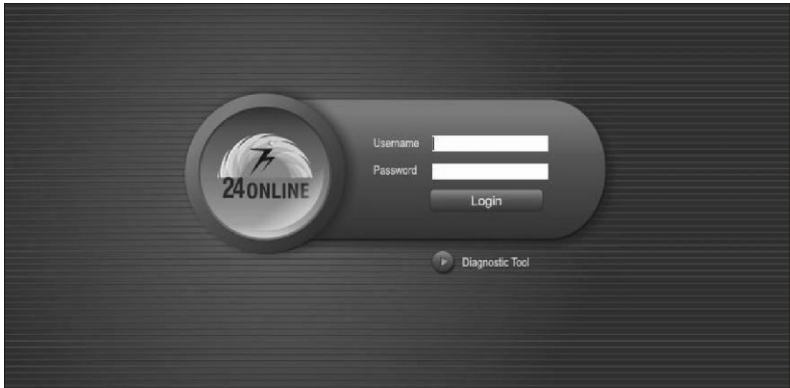 24ONLINE
Username
Password
Login
Diagnostic Tool